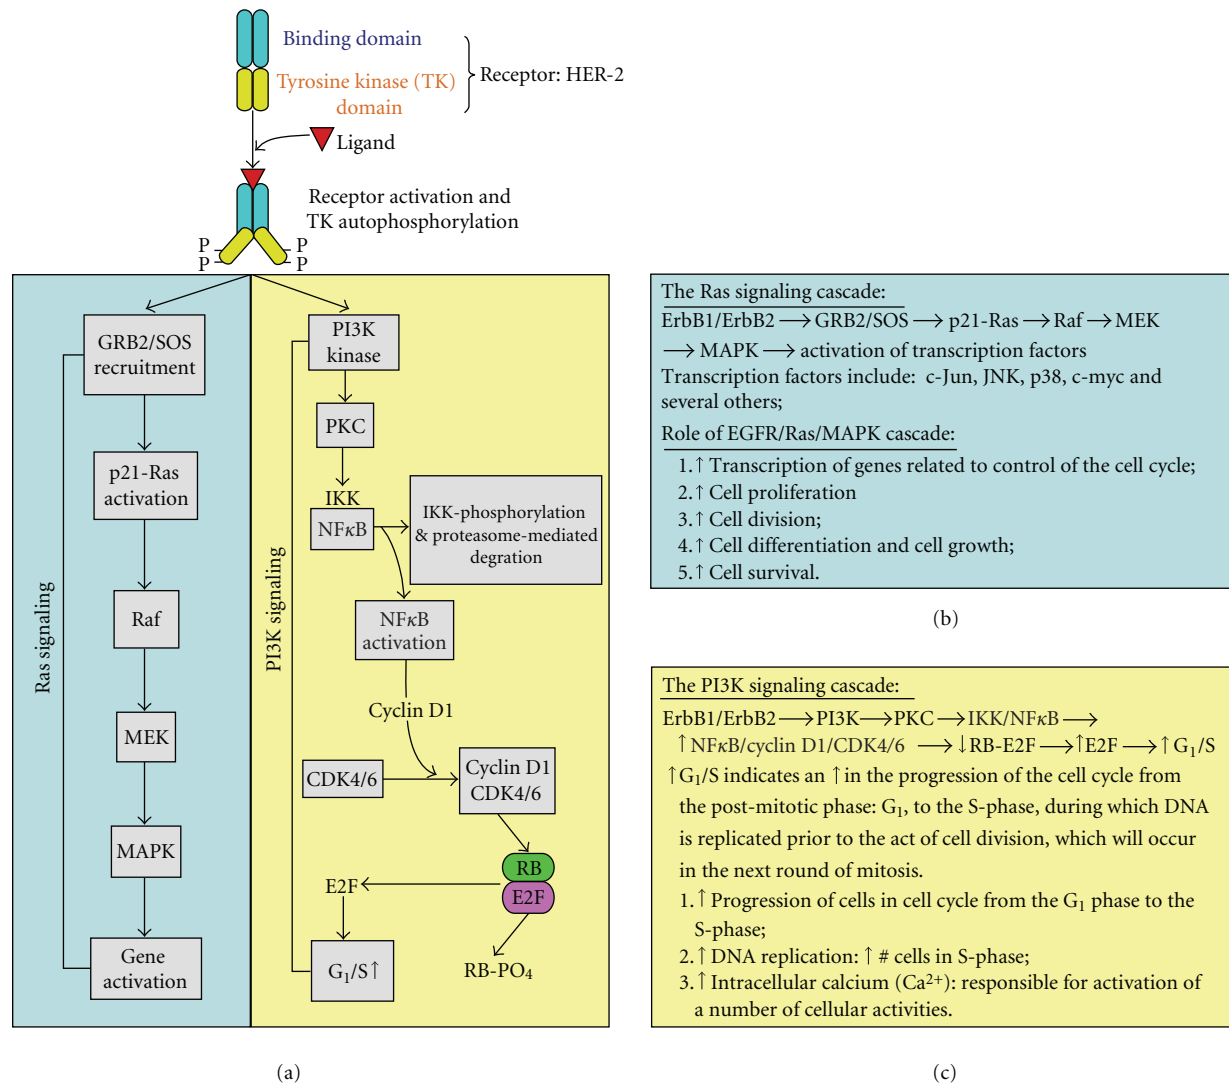 Binding domain
Tyrosine kinase (TK)
domain
Receptor: HER-2
Ligand
Receptor activation and
TK autophosphorylation
P
P
P
P
Ras signaling
GRB2/SOS
recruitment
p21-Ras
activation
Raf
MEK
MAPK
Gene
activation
PI3K signaling
PI3K
kinase
PKC
IKK
NFκB
IKK-phosphorylation
& proteasome-mediated
degration
NFκB
activation
Cyclin D1
CDK4/6
Cyclin D1
CDK4/6
RB
E2F
E2F
RB-PO₄
G₁/S↑
(a)
The Ras signaling cascade:
ErbB1/ErbB2 → GRB2/SOS → p21-Ras → Raf → MEK
→ MAPK → activation of transcription factors
Transcription factors include: c-Jun, JNK, p38, c-myc and
several others;
Role of EGFR/Ras/MAPK cascade:
1.↑ Transcription of genes related to control of the cell cycle;
2.↑ Cell proliferation
3.↑ Cell division;
4.↑ Cell differentiation and cell growth;
5.↑ Cell survival.
(b)
The PI3K signaling cascade:
ErbB1/ErbB2 → PI3K → PKC → IKK/NFκB →
↑ NFκB/cyclin D1/CDK4/6 → ↓RB-E2F → ↑E2F → ↑ G₁/S
↑G₁/S indicates an ↑ in the progression of the cell cycle from
the post-mitotic phase: G₁, to the S-phase, during which DNA
is replicated prior to the act of cell division, which will occur
in the next round of mitosis.
1.↑ Progression of cells in cell cycle from the G₁ phase to the
S-phase;
2.↑ DNA replication: ↑ # cells in S-phase;
3.↑ Intracellular calcium (Ca²⁺): responsible for activation of
a number of cellular activities.
(c)